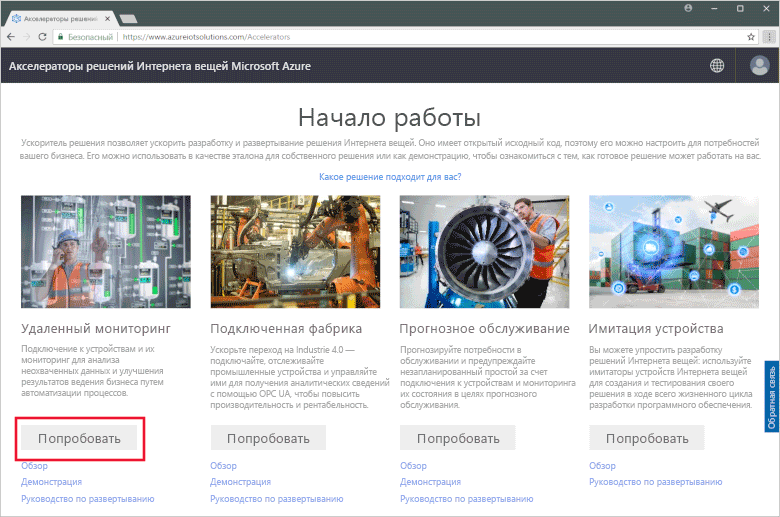 Акселераторы решений
Безопасный
https://www.azureiotsolutions.com/Accelerators
Акселераторы решений Интернета вещей Microsoft Azure
Начало работы
Ускоритель решения позволяет ускорить разработку и развертывание решения Интернета вещей. Оно имеет открытый исходный код, поэтому его можно настроить для потребностей
вашего бизнеса. Его можно использовать в качестве эталона для собственного решения или как демонстрацию, чтобы ознакомиться с тем, как готовое решение может работать на вас.
Какое решение подходит для вас?
Удаленный мониторинг
Подключение к устройствам и их
мониторинг для анализа
неохваченных данных и улучшения
результатов ведения бизнеса путем
автоматизации процессов.
Попробовать
Обзор
Демонстрация
Руководство по развертыванию
Подключенная фабрика
Ускорьте переход на Industrie 4.0 —
подключайте, отслеживайте
промышленные устройства и управляйте
ими для получения аналитических сведений
с помощью OPC UA, чтобы повысить
производительность и рентабельность.
Попробовать
Обзор
Демонстрация
Руководство по развертыванию
Прогнозное обслуживание
Прогнозируйте потребности в
обслуживании и предупреждайте
незапланированный простой за счет
подключения к устройствам и мониторинга
их состояния в целях прогнозного
обслуживания.
Попробовать
Обзор
Демонстрация
Руководство по развертыванию
Имитация устройства
Вы можете упростить разработку
решений Интернета вещей: используйте
имитаторы устройств Интернета вещей
для создания и тестирования своего
решения в ходе всего жизненного цикла
разработки программного обеспечения.
Попробовать
Обзор
Руководство по развертыванию
Обратная связь